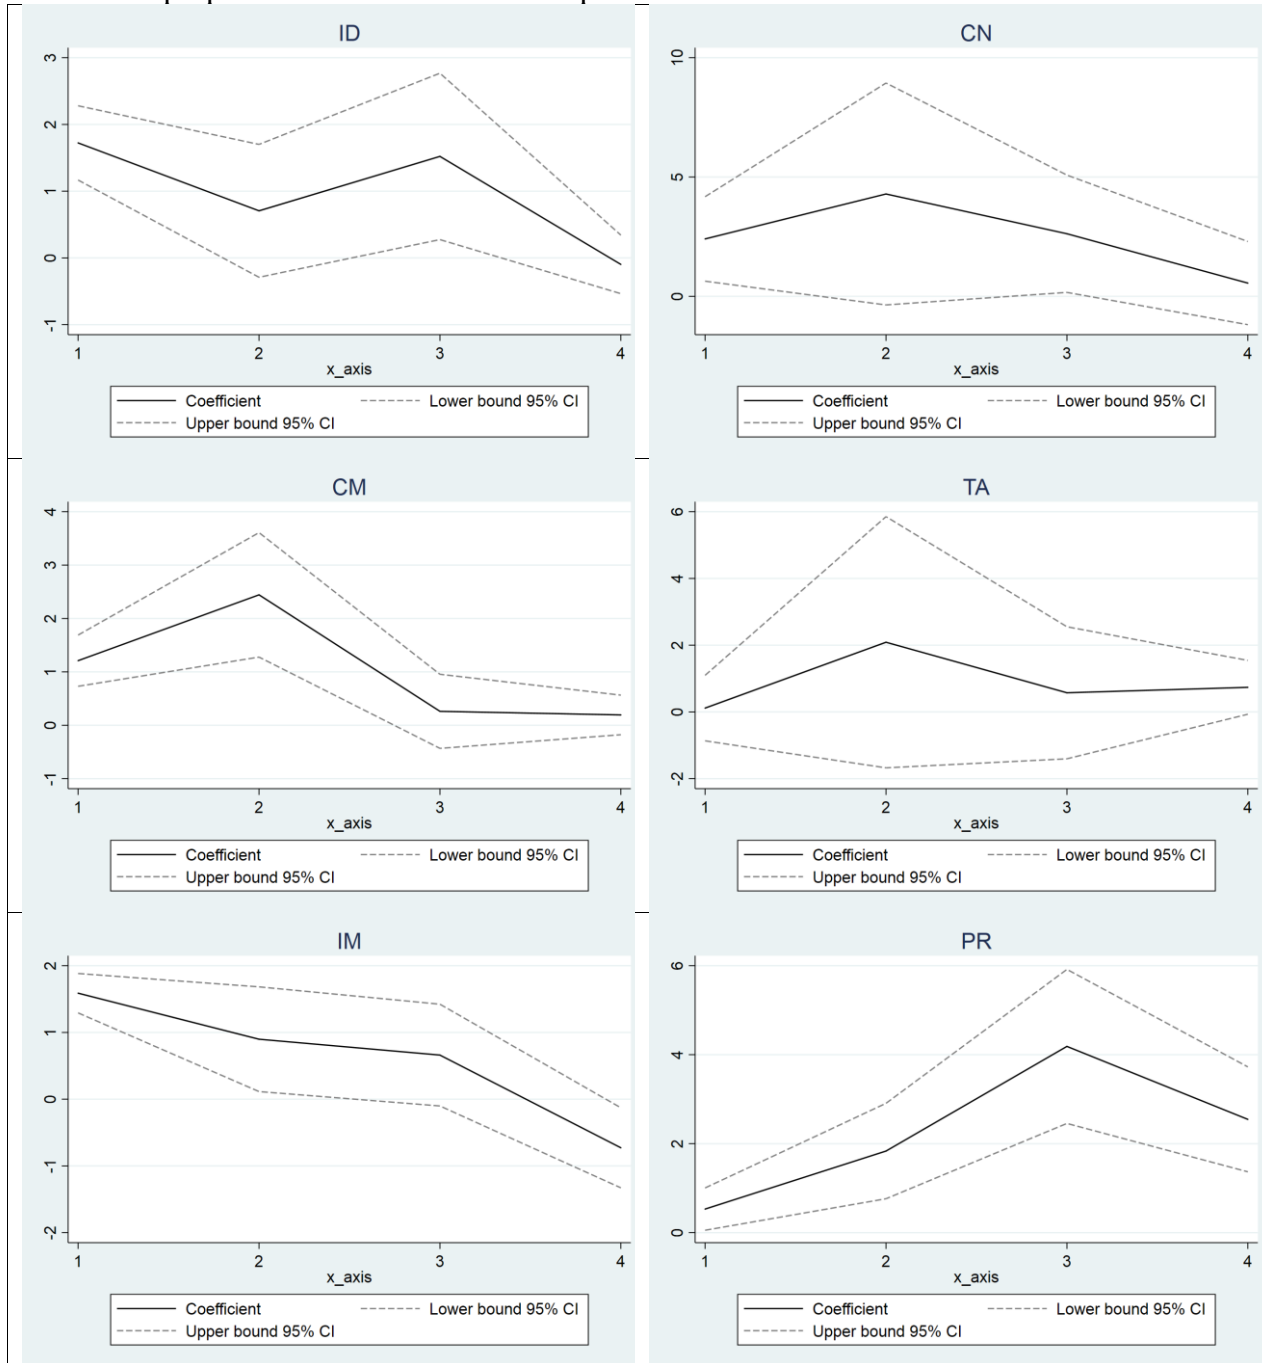 ID
3
2
1
0
-1
1 2 3 4
x_axis
Coefficient Lower bound 95% CI
Upper bound 95% CI
CN
10
5
0
1 2 3 4
x_axis
Coefficient Lower bound 95% CI
Upper bound 95% CI
CM
4
3
2
1
0
-1
1 2 3 4
x_axis
Coefficient Lower bound 95% CI
Upper bound 95% CI
TA
6
4
2
0
-2
1 2 3 4
x_axis
Coefficient Lower bound 95% CI
Upper bound 95% CI
IM
2
1
0
-1
-2
1 2 3 4
x_axis
Coefficient Lower bound 95% CI
Upper bound 95% CI
PR
6
4
2
0
1 2 3 4
x_axis
Coefficient Lower bound 95% CI
Upper bound 95% CI